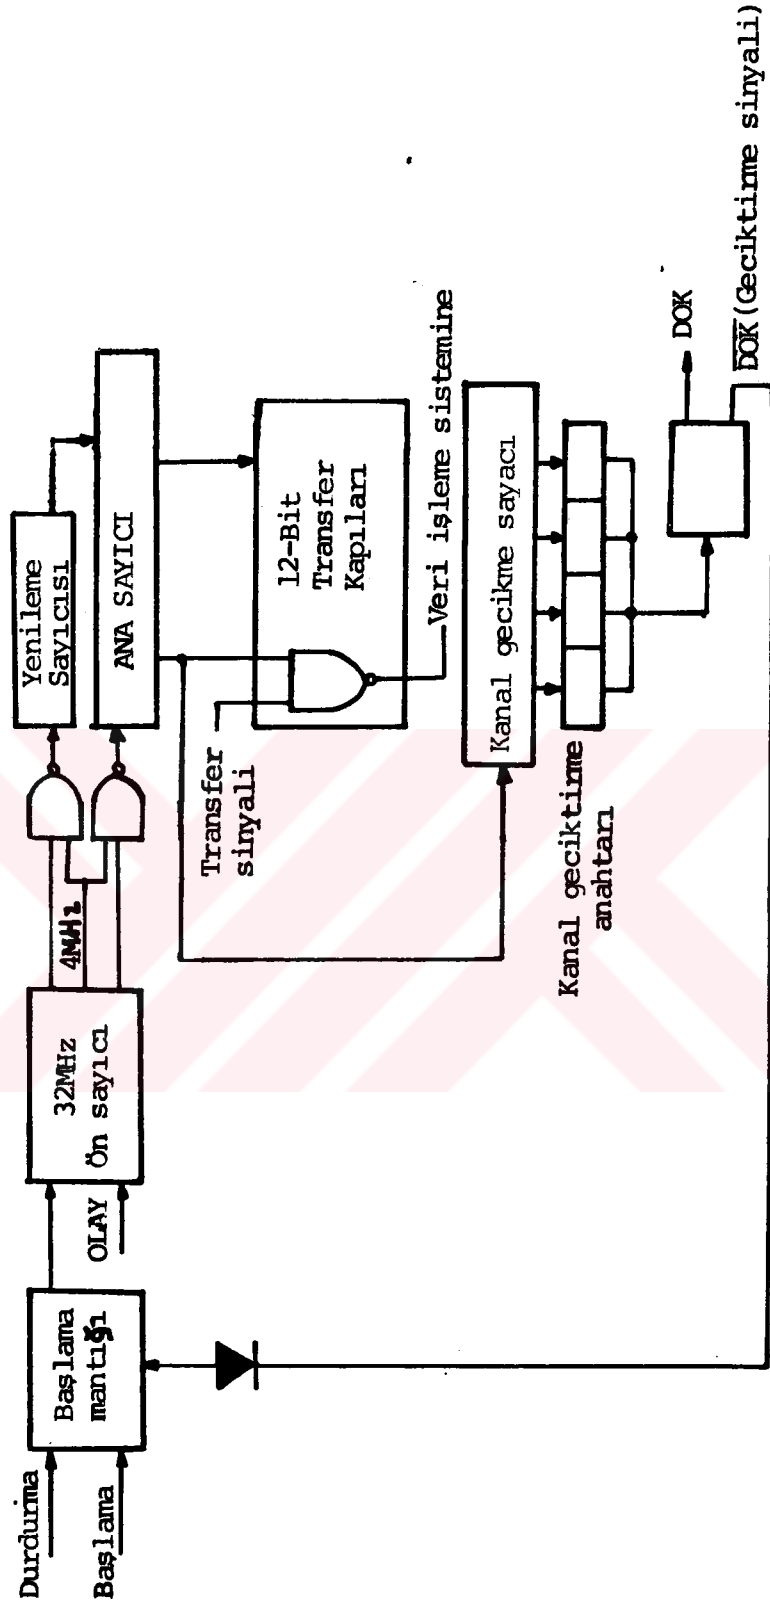 Durdurma
Başlama
Başlama
mantığı
OLAY
32MHz
Ön sayıcı
4MHz
Yenileme
Sayıcısı
ANA SAYICI
Transfer
sinyali
12-Bit
Transfer
Kapıları
Veri işleme sistemine
Kanal gecikme sayacı
Kanal geciktirme
anahtarı
DOK
DOK(Geciktirme sinyali)